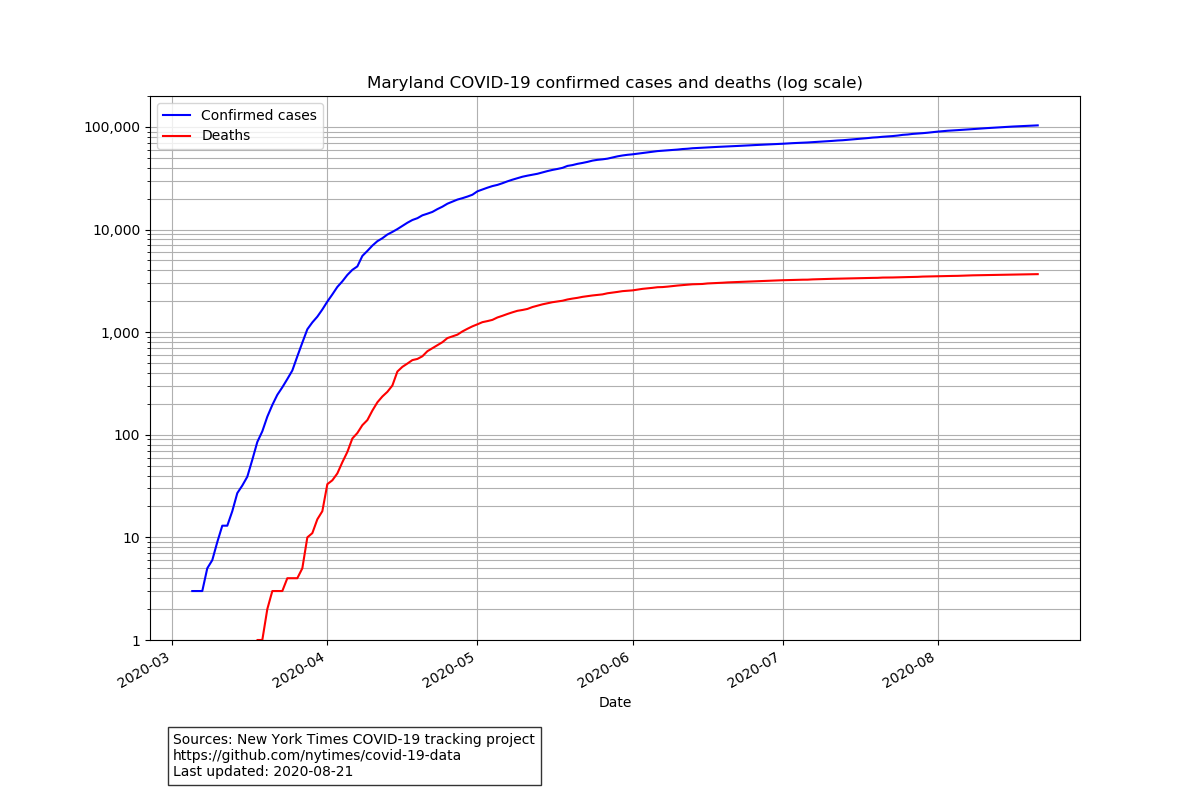 Maryland COVID-19 confirmed cases and deaths (log scale)
Confirmed cases
Deaths
100,000
10,000
1,000
100
10
1
2020-03
2020-04
2020-05
2020-06
2020-07
2020-08
Date
Sources: New York Times COVID-19 tracking project
https://github.com/nytimes/covid-19-data
Last updated: 2020-08-21